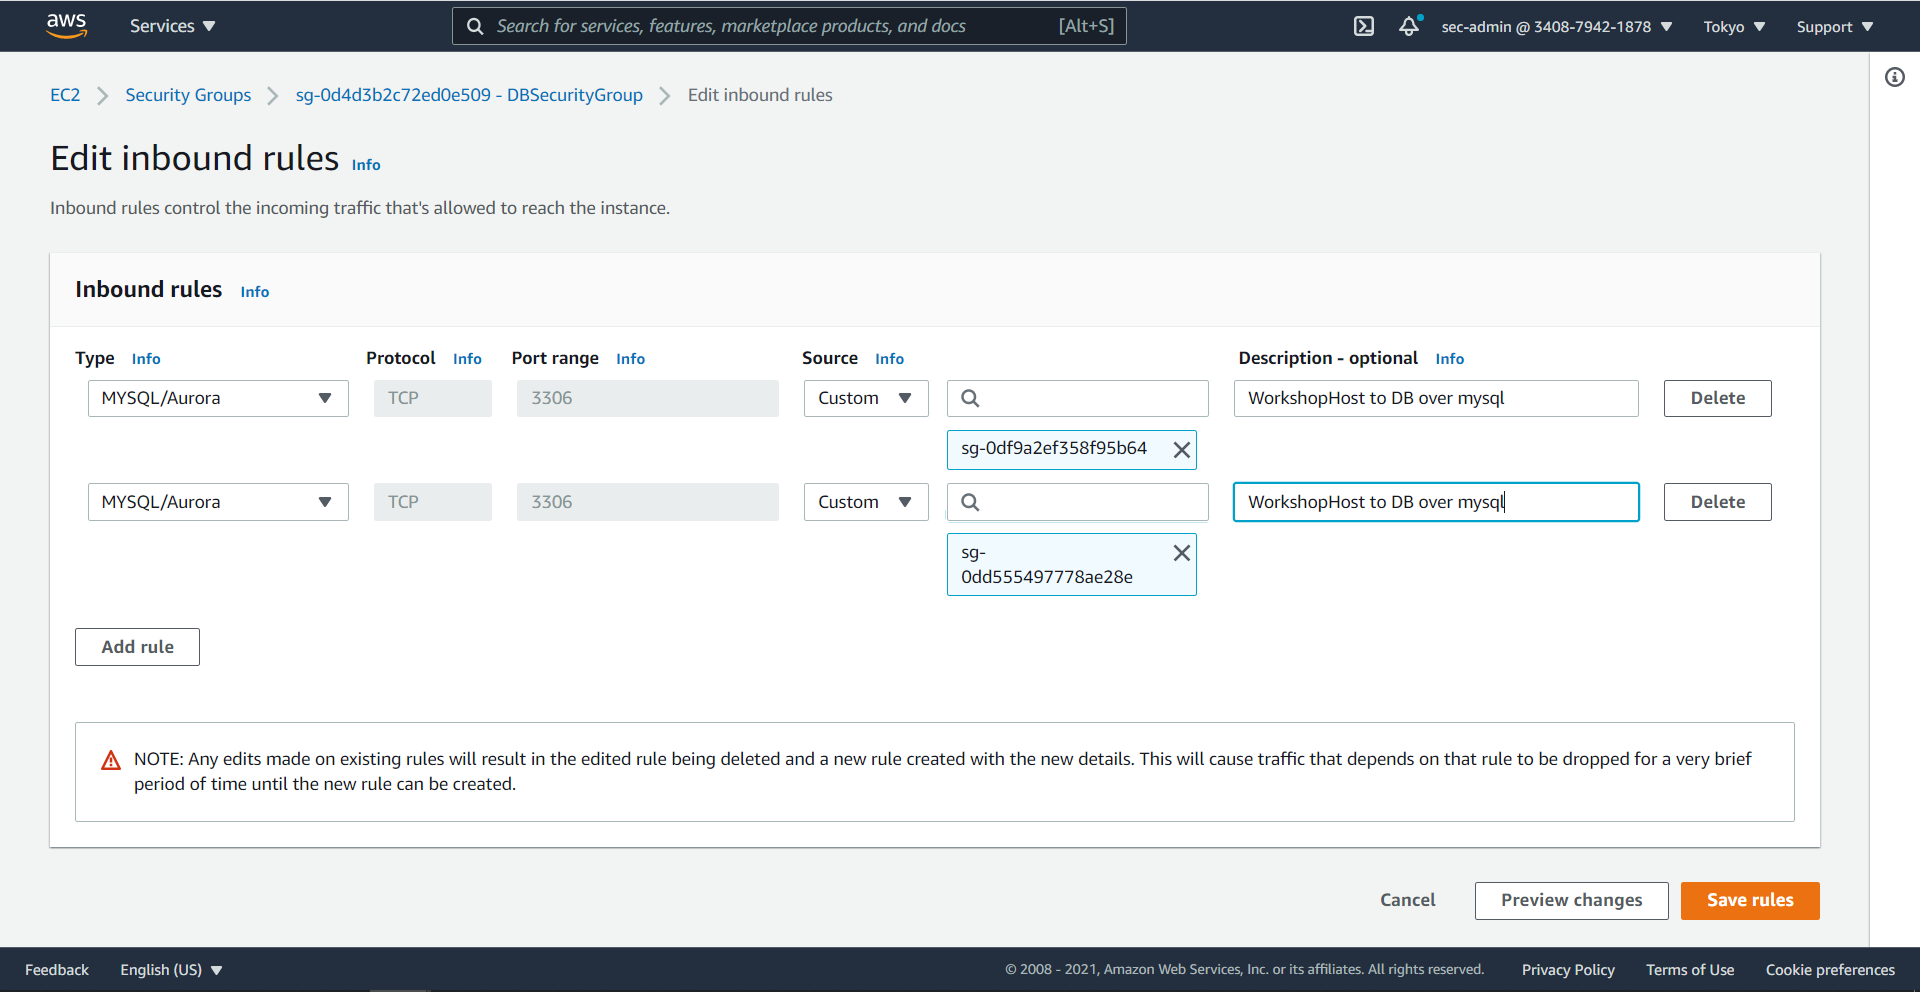 aws Services Search for services, features, marketplace products, and docs [Alt+S] sec-admin @ 3408-7942-1878 Tokyo Support
EC2 Security Groups sg-0d4d3b2c72ed0e509 - DBSecurityGroup Edit inbound rules
Edit inbound rules Info
Inbound rules control the incoming traffic that's allowed to reach the instance.
Inbound rules Info
Type Info Protocol Info Port range Info Source Info Description - optional Info
MYSQL/Aurora TCP 3306 Custom WorkshopHost to DB over mysql Delete
sg-0df9a2ef358f95b64
MYSQL/Aurora TCP 3306 Custom WorkshopHost to DB over mysql Delete
sg-
0dd555497778ae28e
Add rule
NOTE: Any edits made on existing rules will result in the edited rule being deleted and a new rule created with the new details. This will cause traffic that depends on that rule to be dropped for a very brief
period of time until the new rule can be created.
Cancel Preview changes Save rules
Feedback English (US) © 2008 - 2021, Amazon Web Services, Inc. or its affiliates. All rights reserved. Privacy Policy Terms of Use Cookie preferences